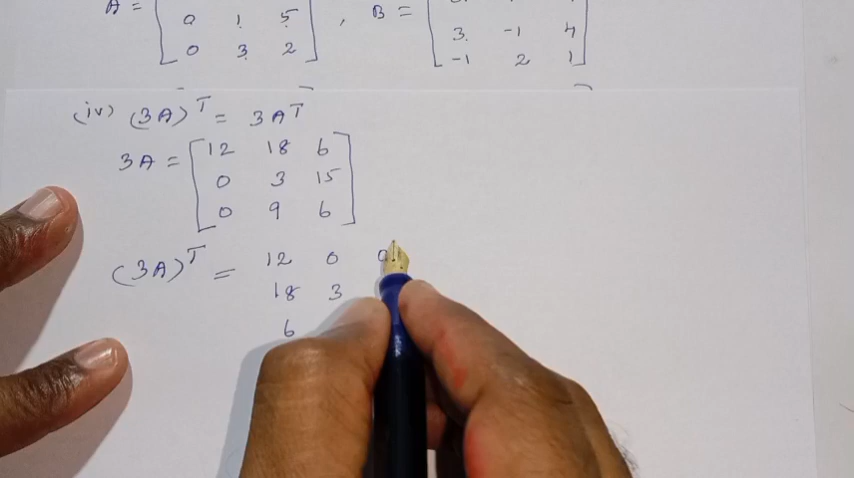 A = [ 0 1 5 , B = [ 3 -1 4
0 3 2 ] -1 2 1 ]
(iv) (3A)^T = 3A^T
3A = [ 12 18 6
0 3 15
0 9 6 ]
(3A)^T = 12 0 0
18 3
6